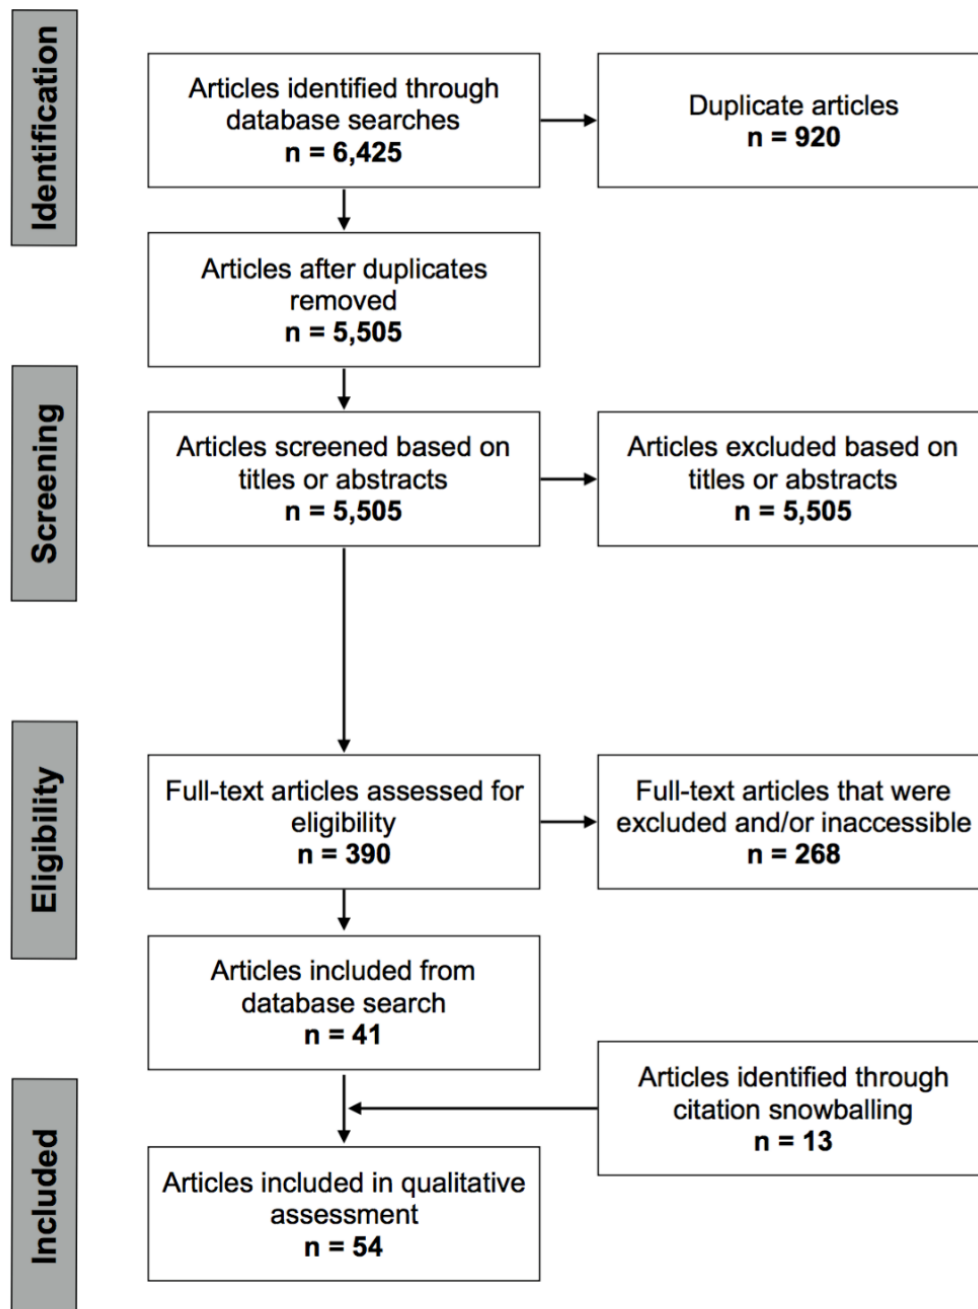 Identification
Articles identified through
database searches
n = 6,425
Duplicate articles
n = 920
Articles after duplicates
removed
n = 5,505
Screening
Articles screened based on
titles or abstracts
n = 5,505
Articles excluded based on
titles or abstracts
n = 5,505
Eligibility
Full-text articles assessed for
eligibility
n = 390
Full-text articles that were
excluded and/or inaccessible
n = 268
Articles included from
database search
n = 41
Articles identified through
citation snowballing
n = 13
Included
Articles included in qualitative
assessment
n = 54